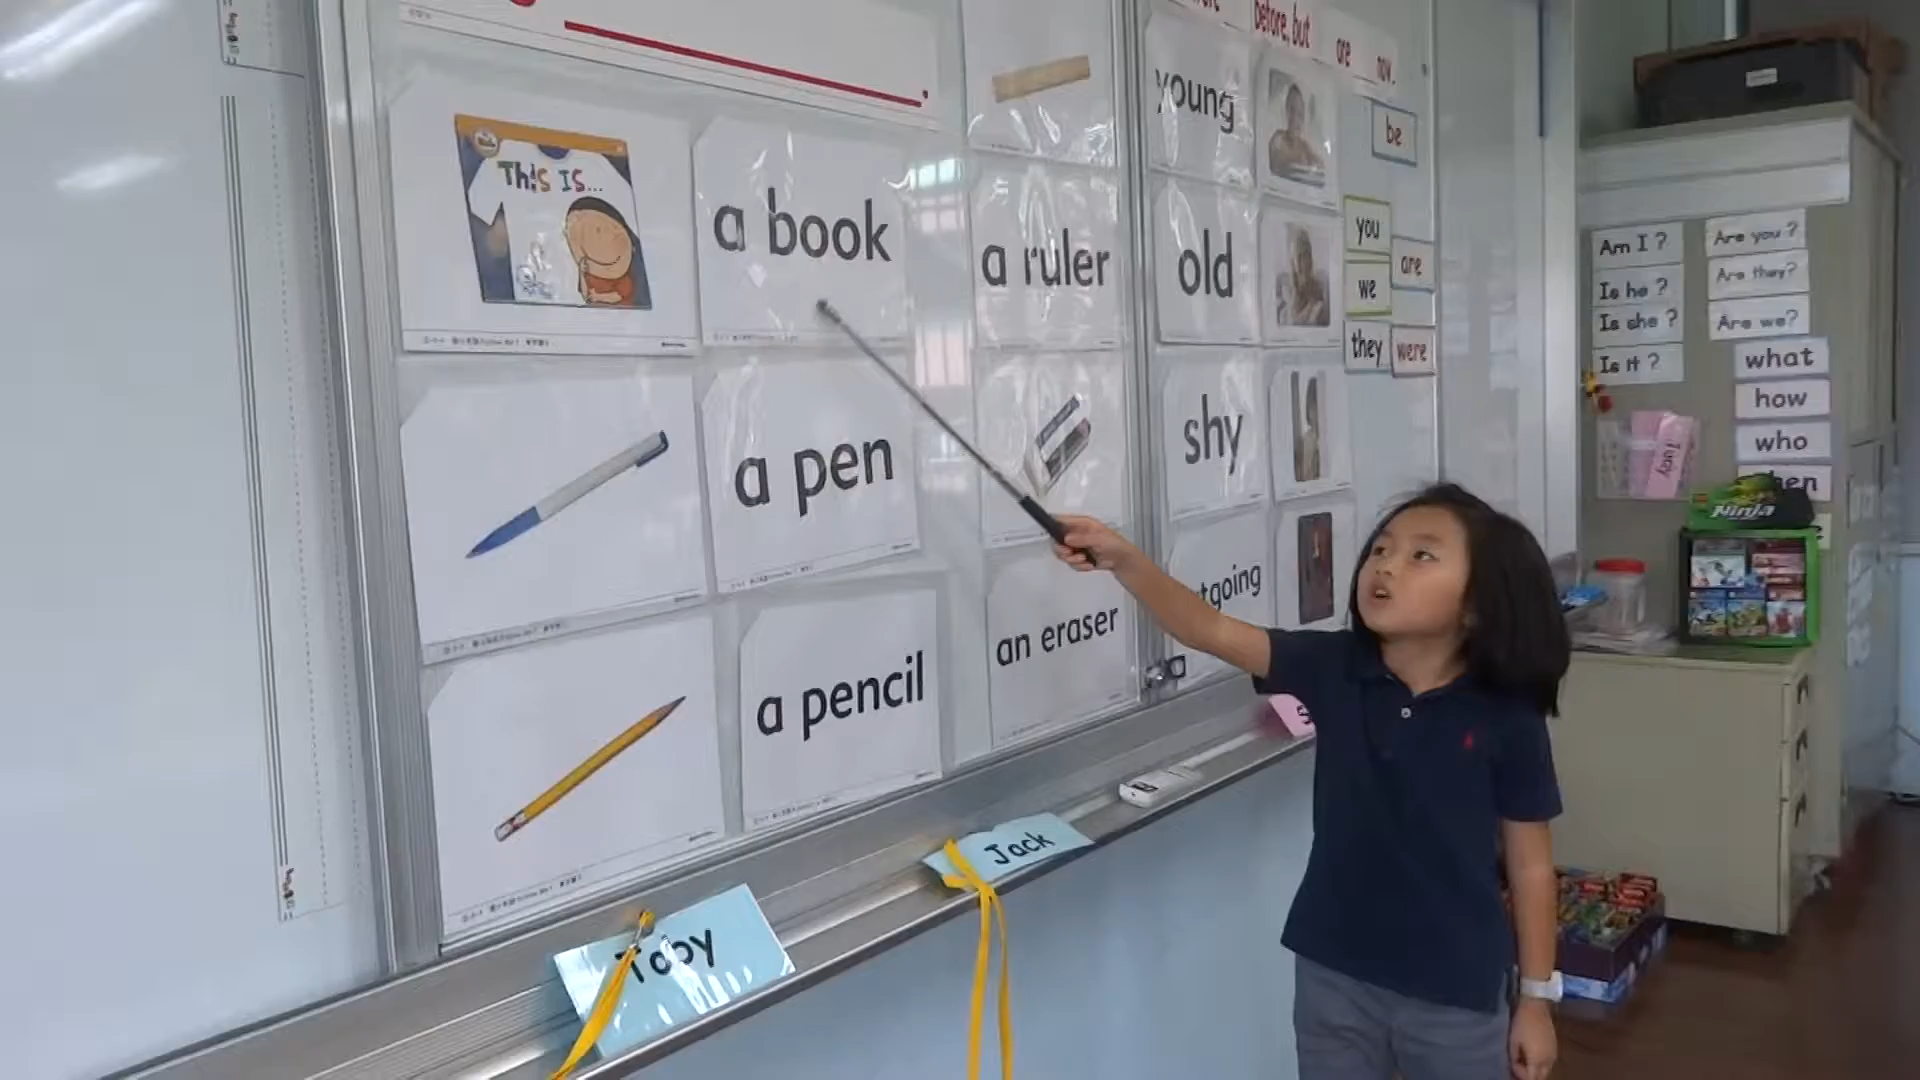 before, but
are
now.
THIS IS...
a book
a ruler
a pen
a pencil
an eraser
young
old
shy
be
you
we
they
are
were
Am I ?
Is he ?
Is she ?
Is it ?
Are you ?
Are they?
Are we?
what
how
who
Ninja
Toby
Jack